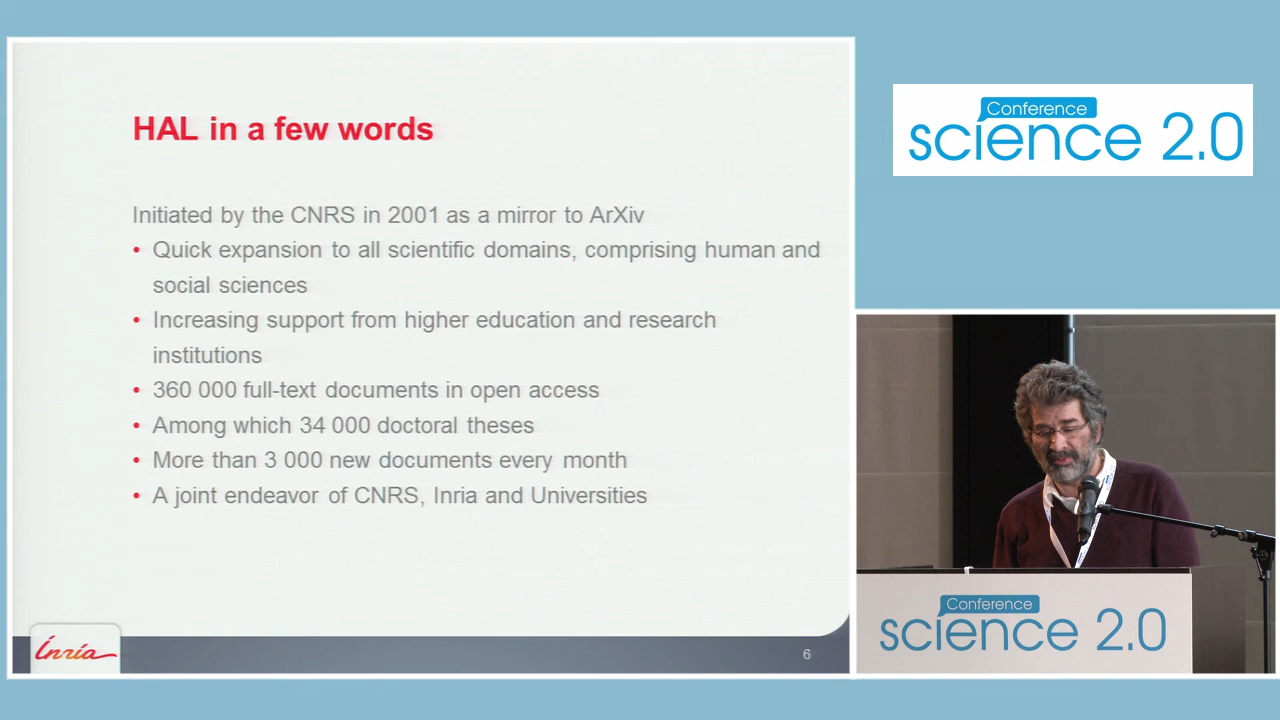 HAL in a few words
Initiated by the CNRS in 2001 as a mirror to ArXiv
• Quick expansion to all scientific domains, comprising human and
social sciences
• Increasing support from higher education and research
institutions
• 360 000 full-text documents in open access
• Among which 34 000 doctoral theses
• More than 3 000 new documents every month
• A joint endeavor of CNRS, Inria and Universities
Inria
6
Conference
science 2.0
Conference
science 2.0